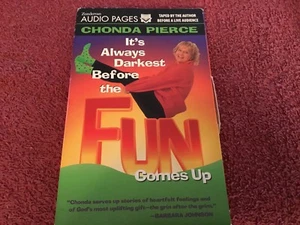 AUDIO PAGES
TAPED BY THE AUTHOR
BEFORE A LIVE AUDIENCE
CHONDA PIERCE
It's
Always
Darkest
Before
the
FUN
Comes Up
"Chonda serves up stories of heartfelt feelings and
of God's most uplifting gift—the grin after the groan."
—BARBARA JOHNSON